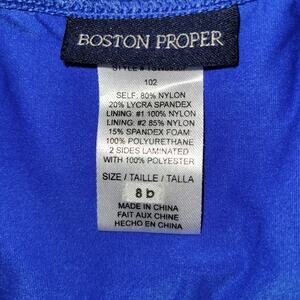 BOSTON PROPER
STYLE #
102
SELF: 80% NYLON
20% LYCRA SPANDEX
LINING: #1 100% NYLON
LINING: #2 85% NYLON
15% SPANDEX FOAM
100% POLYURETHANE
2 SIDES LAMINATED
WITH 100% POLYESTER
SIZE / TAILLE / TALLA
8 b
MADE IN CHINA
FAIT AUX CHINE
HECHO EN CHINA